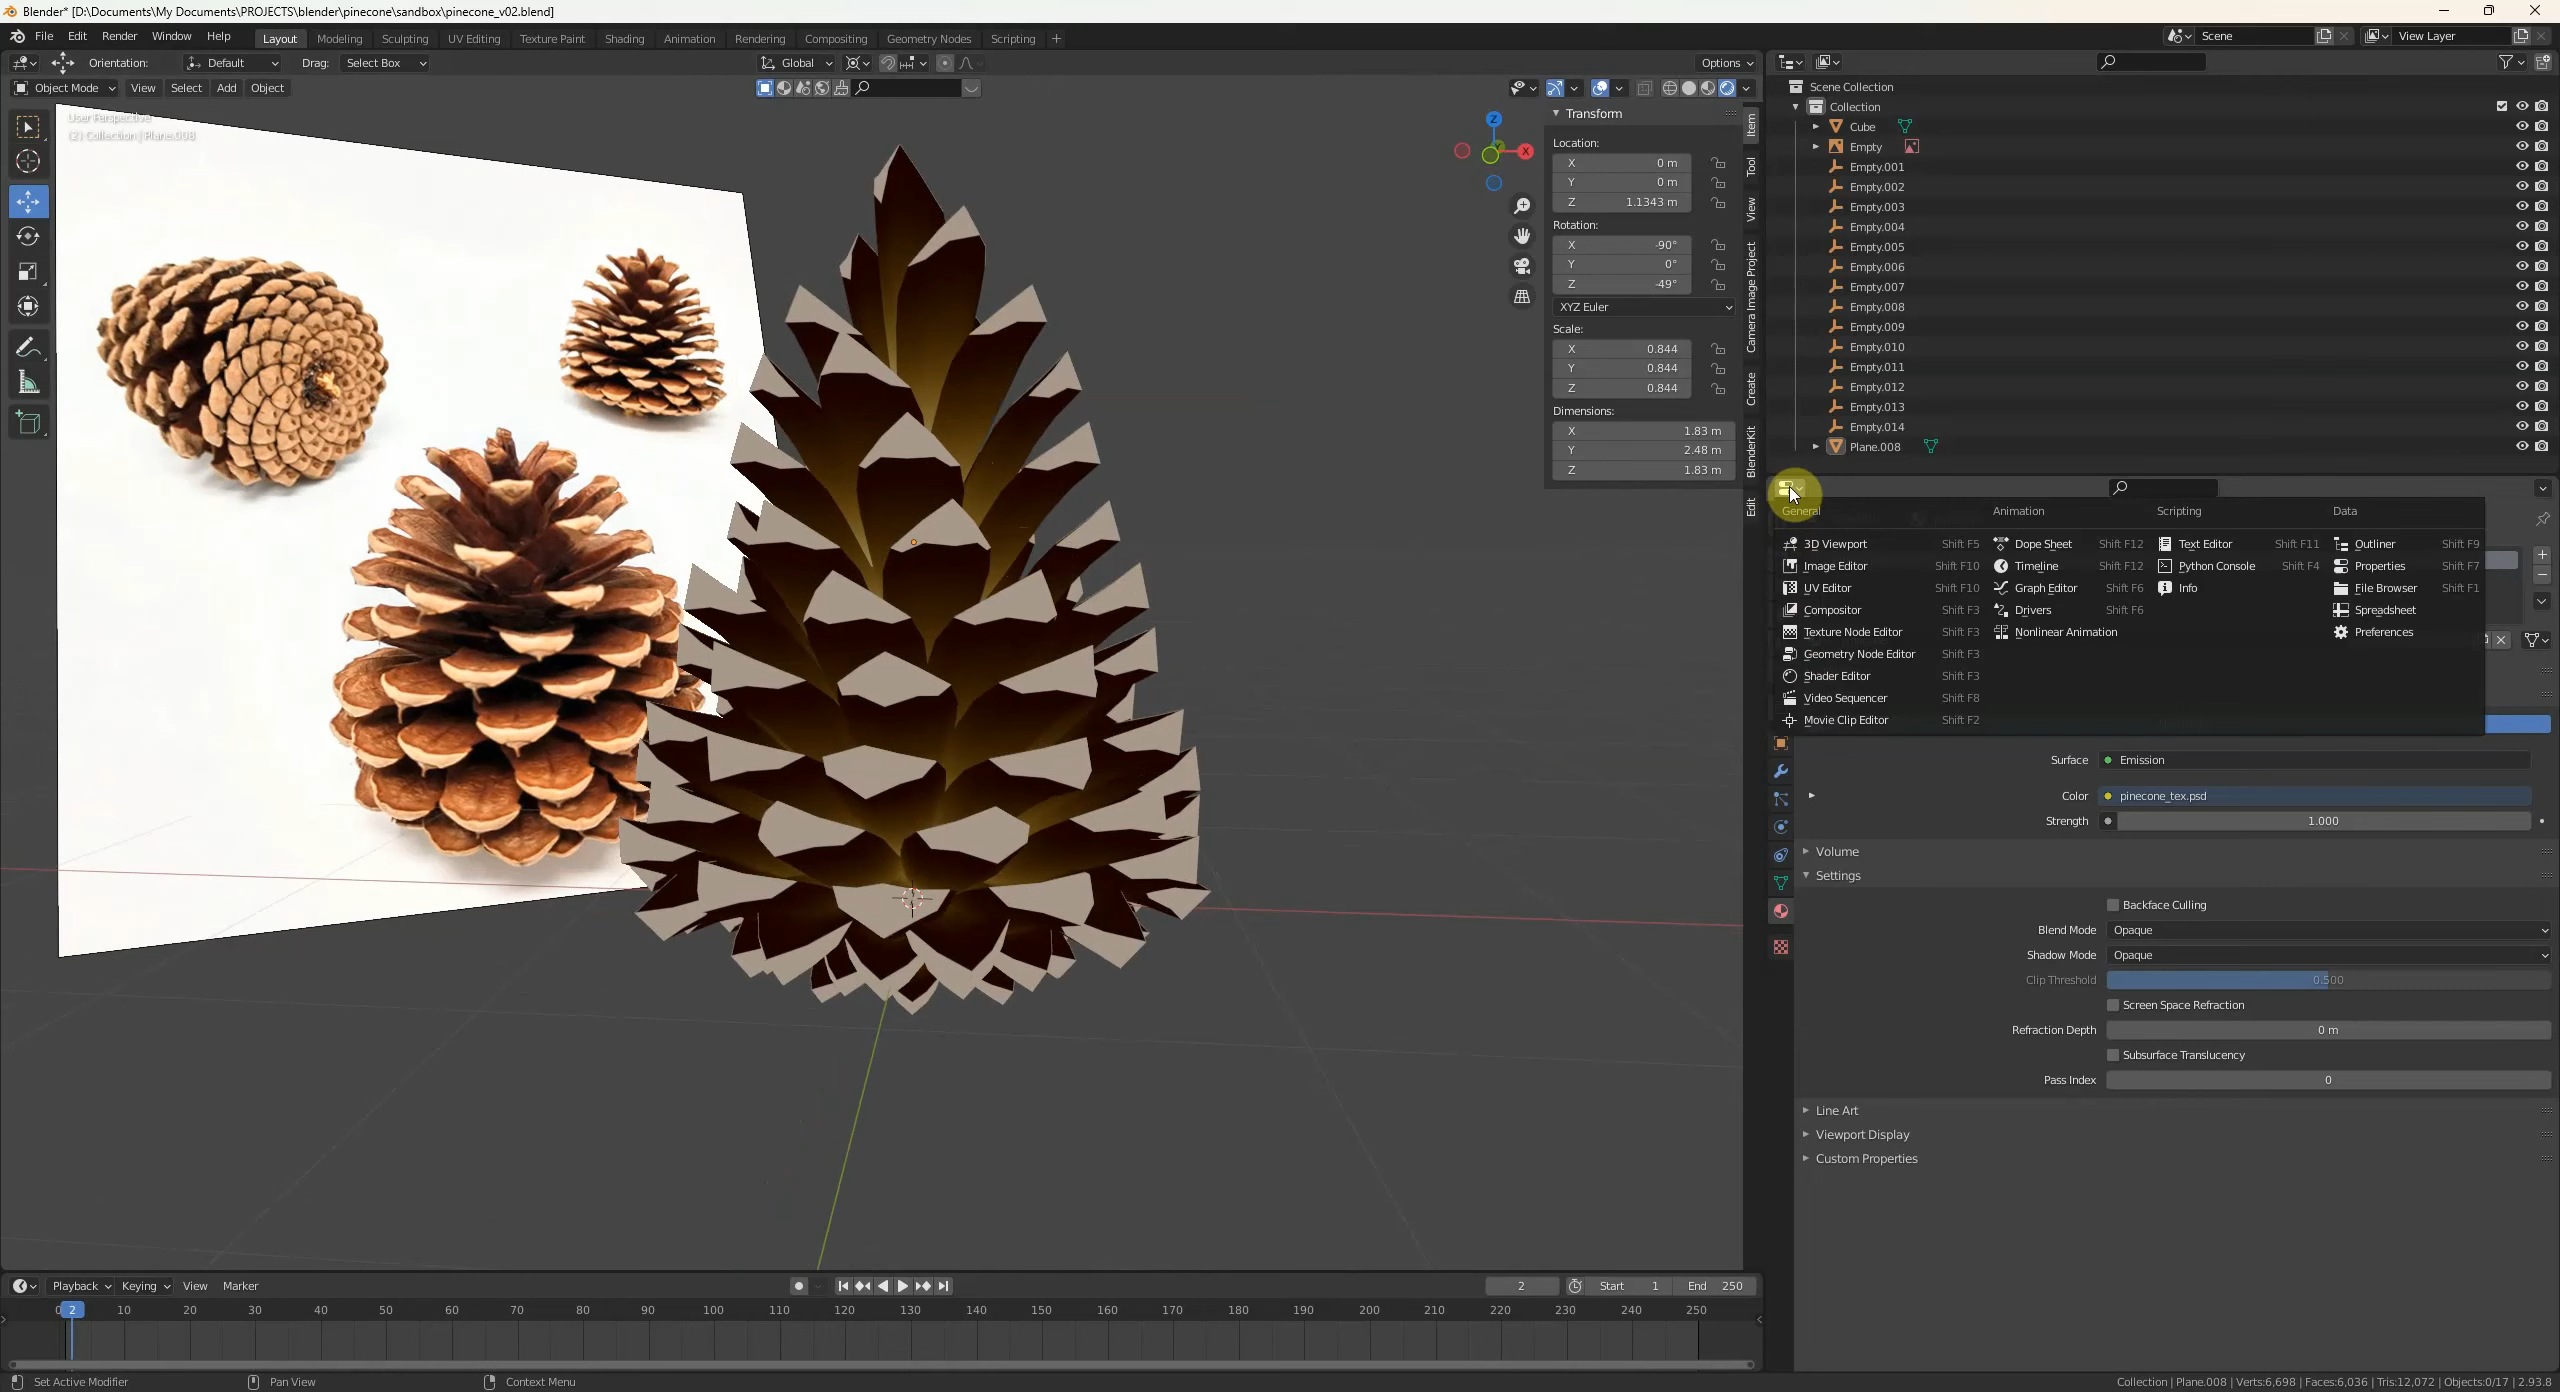 Blender* [D:\Documents\My Documents\PROJECTS\blender\pinecone\sandbox\pinecone_v02.blend]
File Edit Render Window Help Layout Modeling Sculpting UV Editing Texture Paint Shading Animation Rendering Compositing Geometry Nodes Scripting + Scene View Layer
Orientation: Default Drag: Select Box Global Options
Object Mode View Select Add Object
User Perspective
(2) Collection | Plane.008
Z
X
Transform
Location:
X 0 m
Y 0 m
Z 1.1343 m
Rotation:
X -90°
Y 0°
Z -49°
XYZ Euler
Scale:
X 0.844
Y 0.844
Z 0.844
Dimensions:
X 1.83 m
Y 2.48 m
Z 1.83 m
Item
Tool
View
Camera Image Project
Create
BlenderKit
Edit
Scene Collection
Collection
Cube
Empty
Empty.001
Empty.002
Empty.003
Empty.004
Empty.005
Empty.006
Empty.007
Empty.008
Empty.009
Empty.010
Empty.011
Empty.012
Empty.013
Empty.014
Plane.008
General Animation Scripting Data
3D Viewport Shift F5 Dope Sheet Shift F12 Text Editor Shift F11 Outliner Shift F9
Image Editor Shift F10 Timeline Shift F12 Python Console Shift F4 Properties Shift F7
UV Editor Shift F10 Graph Editor Shift F6 Info File Browser Shift F1
Compositor Shift F3 Drivers Shift F6 Spreadsheet
Texture Node Editor Shift F3 Nonlinear Animation Preferences
Geometry Node Editor Shift F3
Shader Editor Shift F3
Video Sequencer Shift F8
Movie Clip Editor Shift F2
Surface Emission
Color pinecone_tex.psd
Strength 1.000
Volume
Settings
Backface Culling
Blend Mode Opaque
Shadow Mode Opaque
Clip Threshold 0.500
Screen Space Refraction
Refraction Depth 0 m
Subsurface Translucency
Pass Index 0
Line Art
Viewport Display
Custom Properties
Playback Keying View Marker 2 Start 1 End 250
0 2 10 20 30 40 50 60 70 80 90 100 110 120 130 140 150 160 170 180 190 200 210 220 230 240 250
Set Active Modifier Pan View Context Menu Collection | Plane.008 | Verts:6,698 | Faces:6,036 | Tris:12,072 | Objects:0/17 | 2.93.8